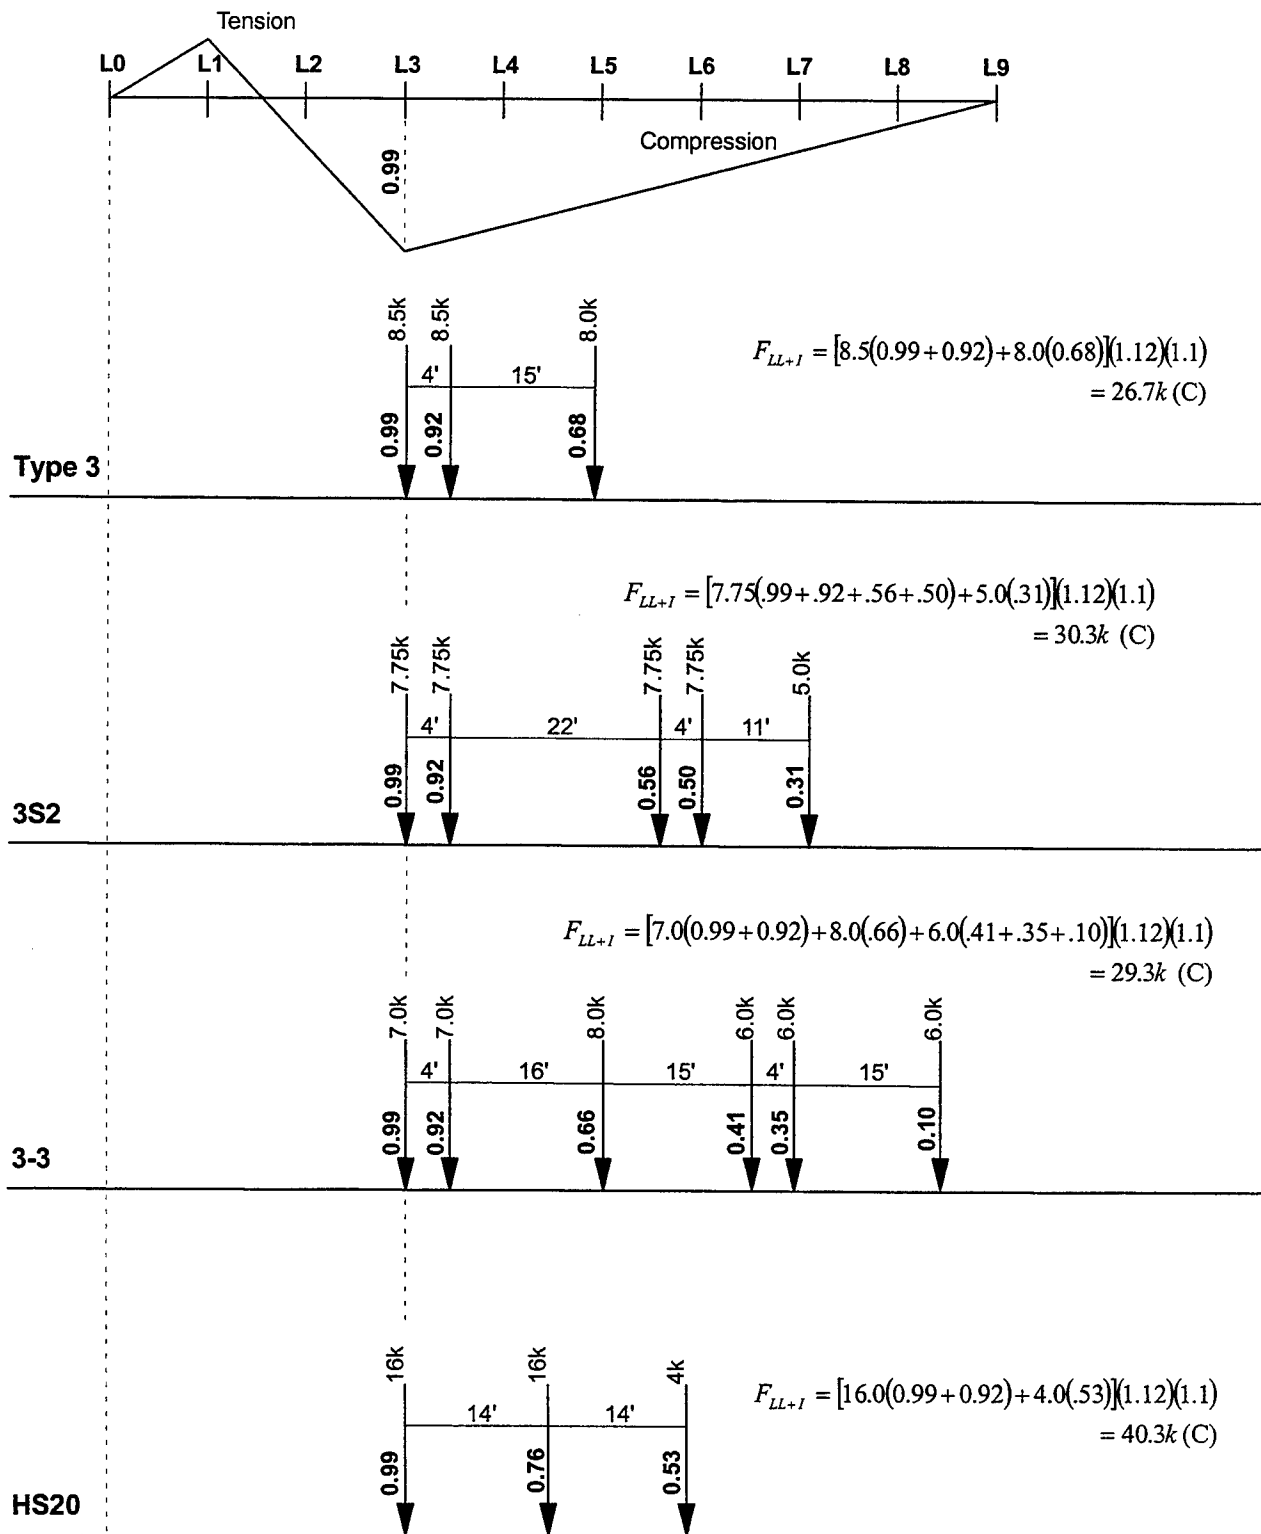 Tension
L0 L1 L2 L3 L4 L5 L6 L7 L8 L9
0.99
Compression
8.5k 8.5k 8.0k
F_{LL+I} = [8.5(0.99+0.92)+8.0(0.68)](1.12)(1.1)
= 26.7k (C)
4' 15'
0.99 0.92 0.68
Type 3
F_{LL+I} = [7.75(.99+.92+.56+.50)+5.0(.31)](1.12)(1.1)
= 30.3k (C)
7.75k 7.75k 7.75k 7.75k 5.0k
4' 22' 4' 11'
0.99 0.92 0.56 0.50 0.31
3S2
F_{LL+I} = [7.0(0.99+0.92)+8.0(.66)+6.0(.41+.35+.10)](1.12)(1.1)
= 29.3k (C)
7.0k 7.0k 8.0k 6.0k 6.0k 6.0k
4' 16' 15' 4' 15'
0.99 0.92 0.66 0.41 0.35 0.10
3-3
16k 16k 4k
F_{LL+I} = [16.0(0.99+0.92)+4.0(.53)](1.12)(1.1)
= 40.3k (C)
14' 14'
0.99 0.76 0.53
HS20